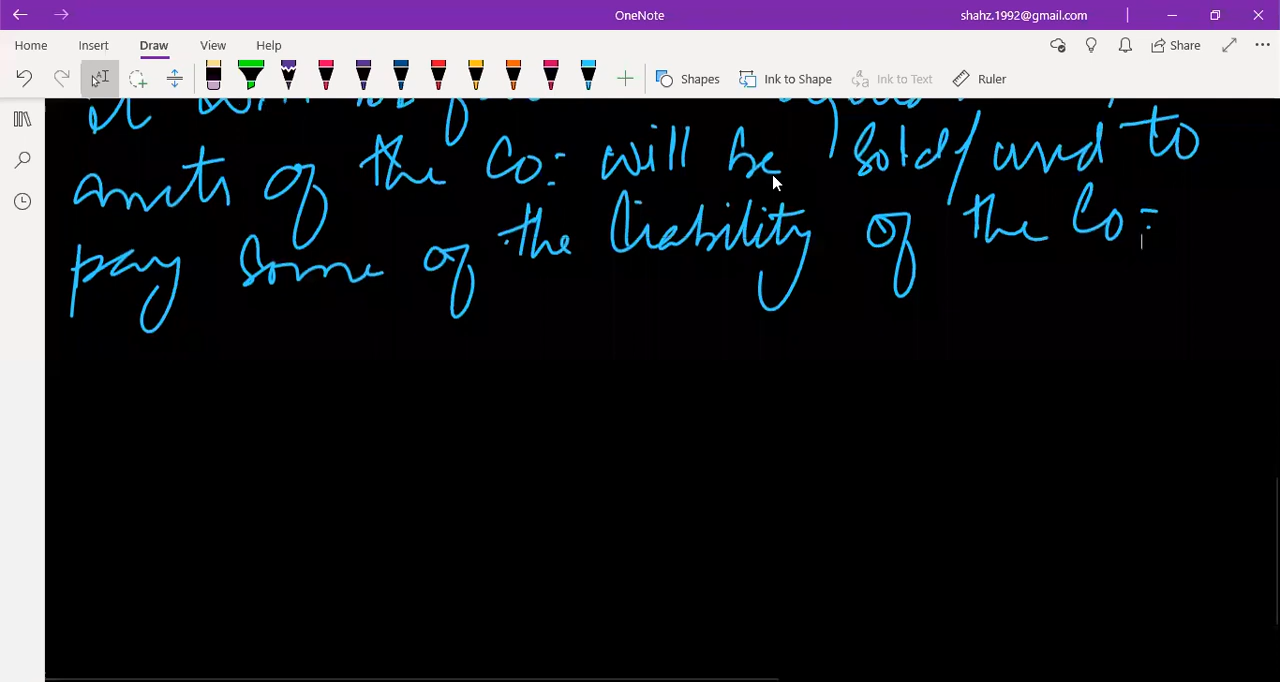 OneNote
shahz.1992@gmail.com
Home Insert Draw View Help
Share
Shapes Ink to Shape Ink to Text Ruler
of the Co: will be sold/and to
pay some of the liability of the Co: